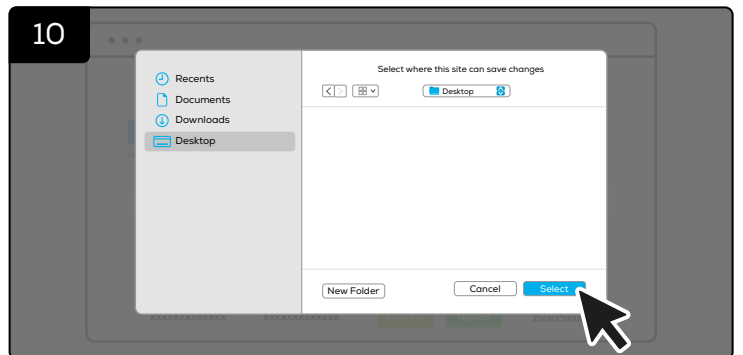 10
Select where this site can save changes
Recents
Documents
Downloads
Desktop
Desktop
New Folder
Cancel
Select